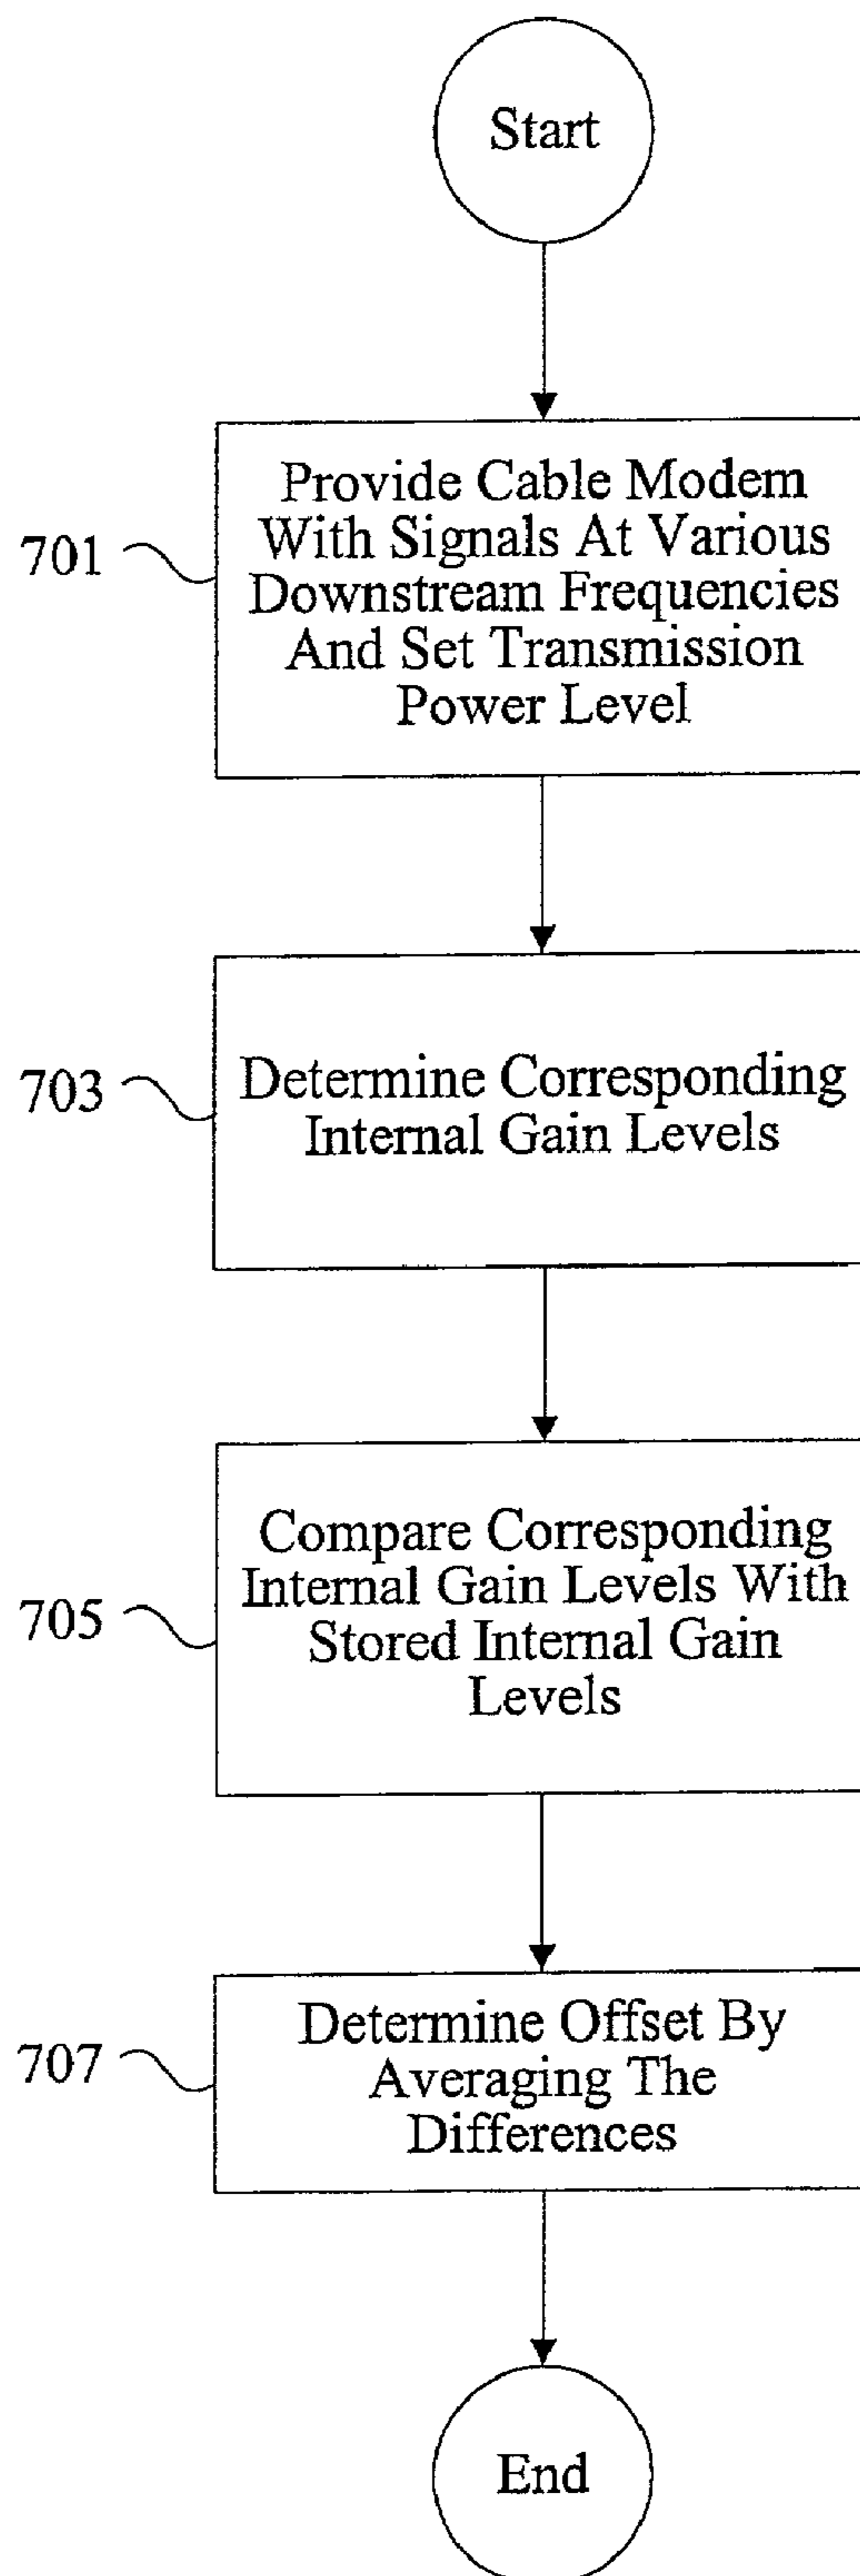 Start
701
Provide Cable Modem
With Signals At Various
Downstream Frequencies
And Set Transmission
Power Level
703
Determine Corresponding
Internal Gain Levels
705
Compare Corresponding
Internal Gain Levels With
Stored Internal Gain
Levels
707
Determine Offset By
Averaging The
Differences
End